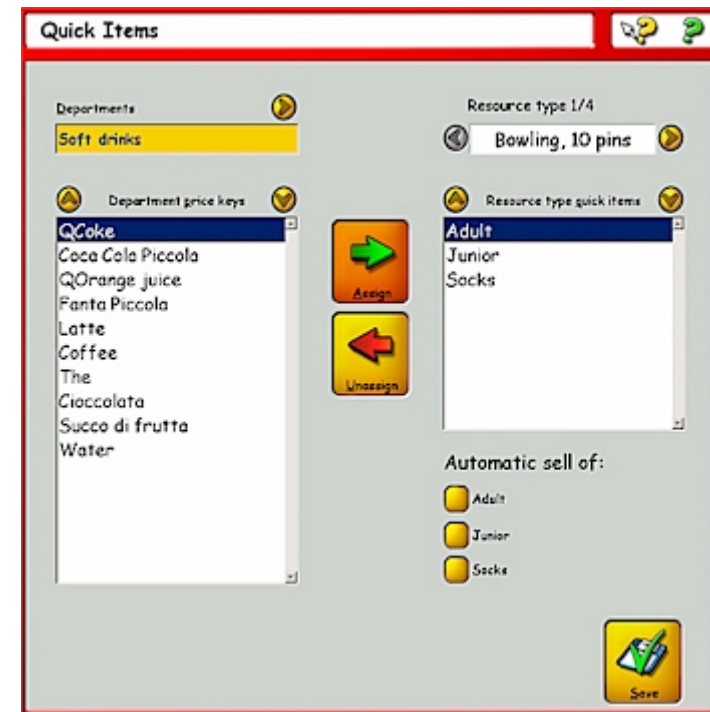 Quick Items
Departments
Soft drinks
Resource type 1/4
Bowling, 10 pins
Department price keys
QCoke
Coca Cola Piccola
QOrange juice
Fanta Piccola
Latte
Coffee
The
Cioccolata
Succo di frutta
Water
Assign
Unassign
Resource type quick items
Adult
Junior
Socks
Automatic sell of:
Adult
Junior
Socks
Save